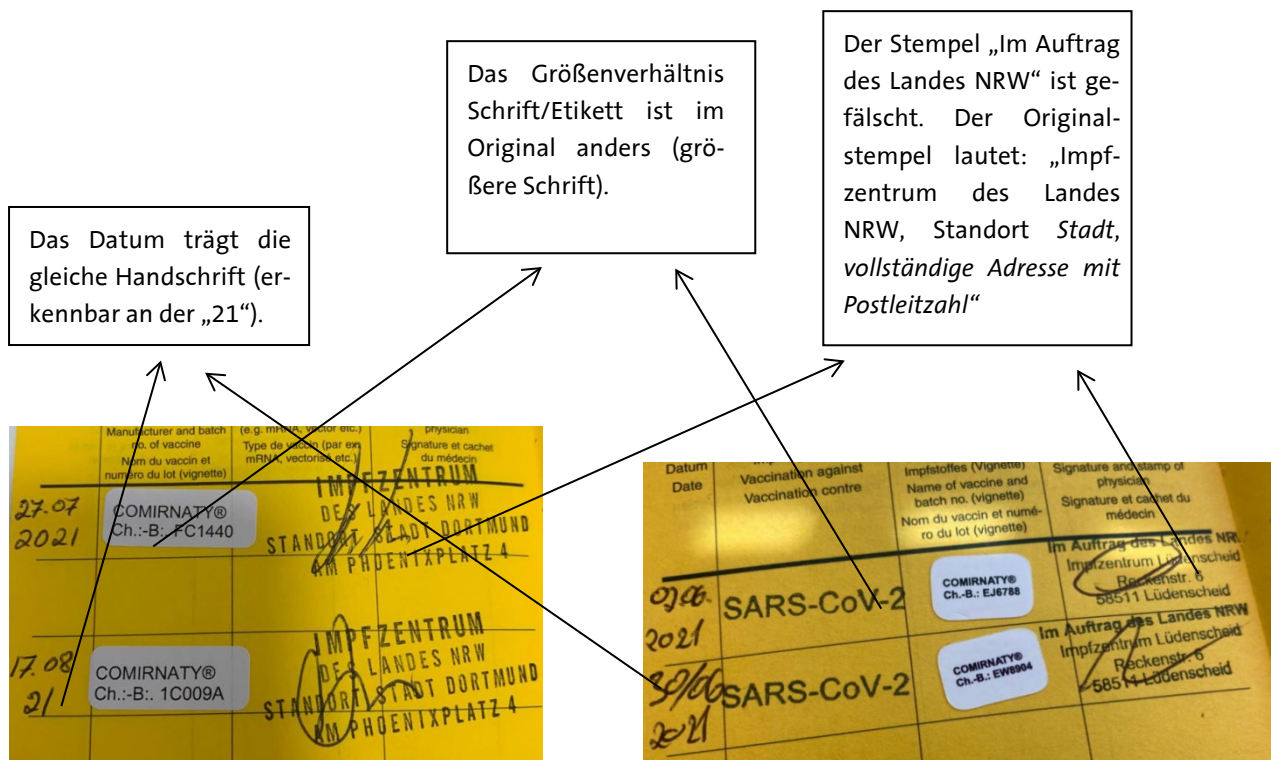 Das Datum trägt die
gleiche Handschrift (er-
kennbar an der „21“).
Das Größenverhältnis
Schrift/Etikett ist im
Original anders (grö-
ßere Schrift).
Der Stempel „Im Auftrag
des Landes NRW“ ist ge-
fälscht. Der Original-
stempel lautet: „Impf-
zentrum des Landes
NRW, Standort Stadt,
vollständige Adresse mit
Postleitzahl“
Manufacturer and batch
no. of vaccine
Nom du vaccin et
numéro du lot (vignette)
(e.g. mRNA, vector etc.)
Type de vaccin (par ex.
mRNA, vectorisé etc.)
physician
Signature et cachet
du médecin
27.07
2021
COMIRNATY®
Ch.:-B:. FC1440
IMPFZENTRUM
DES LANDES NRW
STANDORT STADT DORTMUND
AM PHOENIXPLATZ 4
17.08
21
COMIRNATY®
Ch.:-B:. 1C009A
IMPFZENTRUM
DES LANDES NRW
STANDORT STADT DORTMUND
AM PHOENIXPLATZ 4
Datum
Date
Vaccination against
Vaccination contre
Impfstoffes (Vignette)
Name of vaccine and
batch no. (vignette)
Nom du vaccin et numé-
ro du lot (vignette)
Signature and stamp of
physician
Signature et cachet du
médecin
09.06.
2021
SARS-CoV-2
COMIRNATY®
Ch.-B.: EJ6788
Im Auftrag des Landes NR
Impfzentrum Lüdenscheid
Reckenstr. 6
58511 Lüdenscheid
30/06
2021
SARS-CoV-2
COMIRNATY®
Ch.-B.: EW8904
Im Auftrag des Landes NRW
Impfzentrum Lüdenscheid
Reckenstr. 6
58511 Lüdenscheid